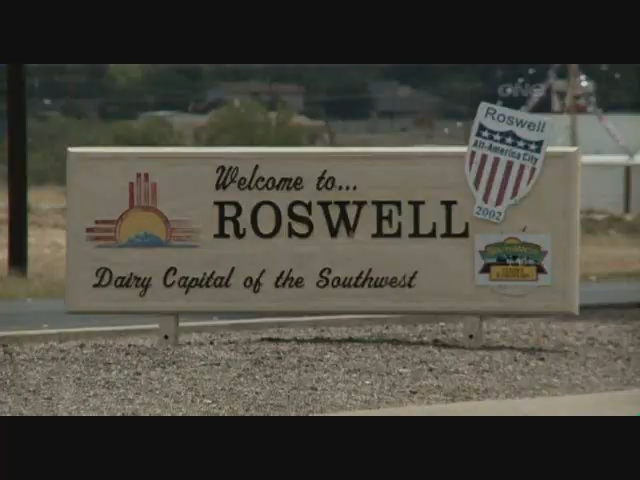 Welcome to...
ROSWELL
Dairy Capital of the Southwest
Roswell
All-America City
2002